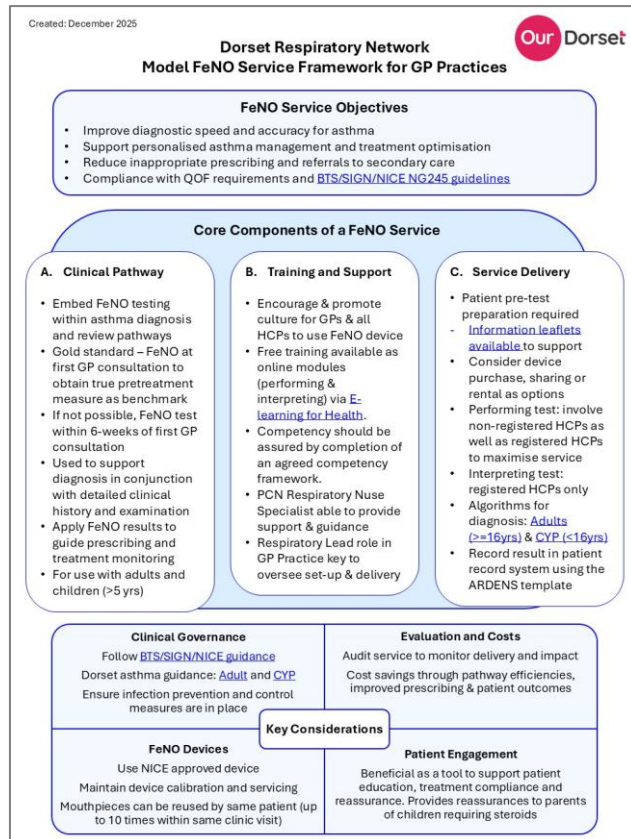 Created: December 2025
Our Dorset
Dorset Respiratory Network
Model FeNO Service Framework for GP Practices
FeNO Service Objectives
• Improve diagnostic speed and accuracy for asthma
• Support personalised asthma management and treatment optimisation
• Reduce inappropriate prescribing and referrals to secondary care
• Compliance with QOF requirements and BTS/SIGN/NICE NG245 guidelines
Core Components of a FeNO Service
A. Clinical Pathway
• Embed FeNO testing
within asthma diagnosis
and review pathways
• Gold standard – FeNO at
first GP consultation to
obtain true pretreatment
measure as benchmark
• If not possible, FeNO test
within 6-weeks of first GP
consultation
• Used to support
diagnosis in conjunction
with detailed clinical
history and examination
• Apply FeNO results to
guide prescribing and
treatment monitoring
• For use with adults and
children (>5 yrs)
B. Training and Support
• Encourage & promote
culture for GPs & all
HCPs to use FeNO device
• Free training available as
online modules
(performing &
interpreting) via E-
learning for Health.
• Competency should be
assured by completion of
an agreed competency
framework.
• PCN Respiratory Nuse
Specialist able to provide
support & guidance
• Respiratory Lead role in
GP Practice key to
oversee set-up & delivery
C. Service Delivery
• Patient pre-test
preparation required
- Information leaflets
available to support
• Consider device
purchase, sharing or
rental as options
• Performing test: involve
non-registered HCPs as
well as registered HCPs
to maximise service
• Interpreting test:
registered HCPs only
• Algorithms for
diagnosis: Adults
(>=16yrs) & CYP (<16yrs)
• Record result in patient
record system using the
ARDENS template
Clinical Governance
Follow BTS/SIGN/NICE guidance
Dorset asthma guidance: Adult and CYP
Ensure infection prevention and control
measures are in place
Evaluation and Costs
Audit service to monitor delivery and impact
Cost savings through pathway efficiencies,
improved prescribing & patient outcomes
Key Considerations
FeNO Devices
Use NICE approved device
Maintain device calibration and servicing
Mouthpieces can be reused by same patient (up
to 10 times within same clinic visit)
Patient Engagement
Beneficial as a tool to support patient
education, treatment compliance and
reassurance. Provides reassurances to parents
of children requiring steroids